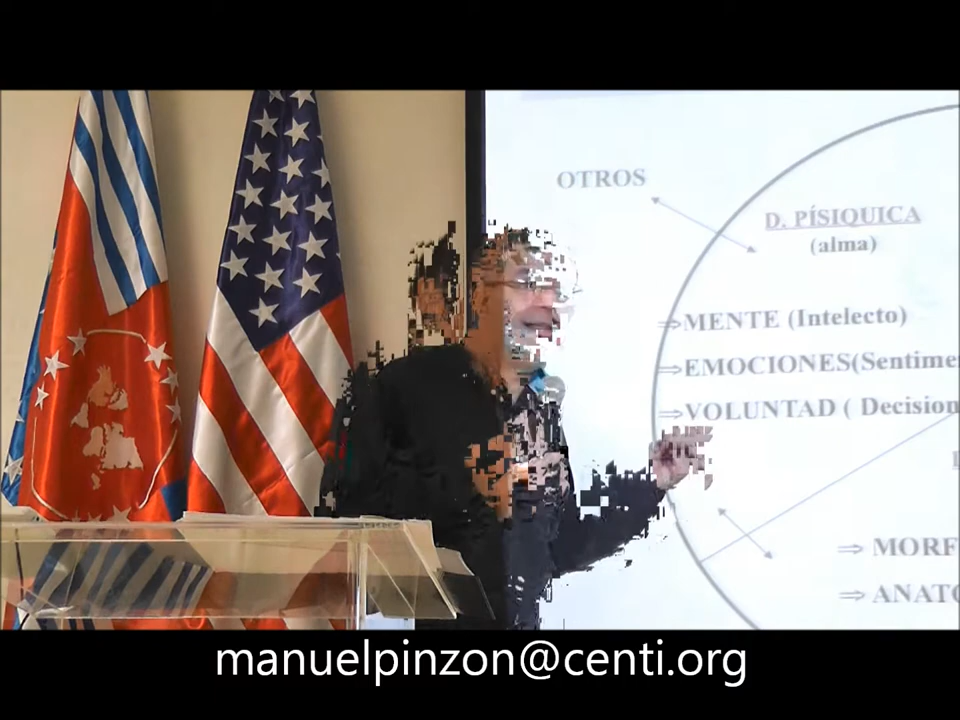 OTROS
D. PÍSIQUICA
(alma)
⇒MENTE (Intelecto)
⇒EMOCIONES(Sentime
⇒VOLUNTAD ( Decision
⇒ MORF
⇒ ANATO
manuelpinzon@centi.org